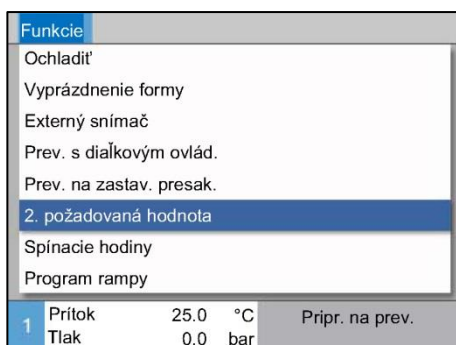 Funkcie
Ochladiť
Vyprázdnenie formy
Externý snímač
Prev. s diaľkovým ovlád.
Prev. na zastav. presak.
2. požadovaná hodnota
Spínacie hodiny
Program rampy
1 Prítok 25.0 °C Pripr. na prev.
Tlak 0.0 bar